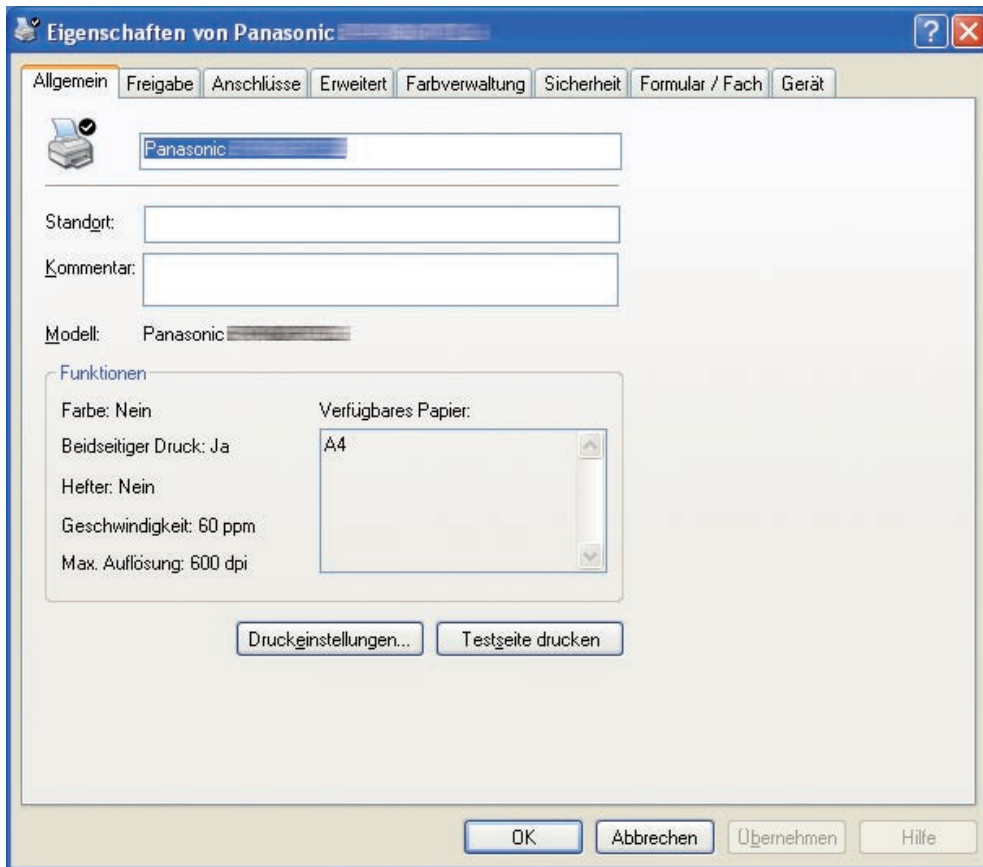 Eigenschaften von Panasonic
Allgemein Freigabe Anschlüsse Erweitert Farbverwaltung Sicherheit Formular / Fach Gerät
Panasonic
Standort:
Kommentar:
Modell: Panasonic
Funktionen
Farbe: Nein Verfügbares Papier:
Beidseitiger Druck: Ja A4
Hefter: Nein
Geschwindigkeit: 60 ppm
Max. Auflösung: 600 dpi
Druckeinstellungen... Testseite drucken
OK Abbrechen Übernehmen Hilfe